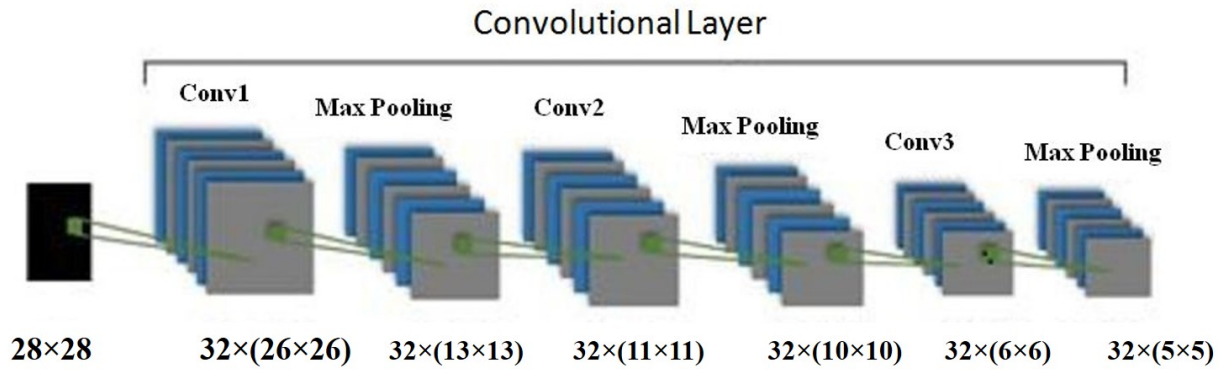 Convolutional Layer
Conv1
Max Pooling
Conv2
Max Pooling
Conv3
Max Pooling
28×28
32×(26×26)
32×(13×13)
32×(11×11)
32×(10×10)
32×(6×6)
32×(5×5)